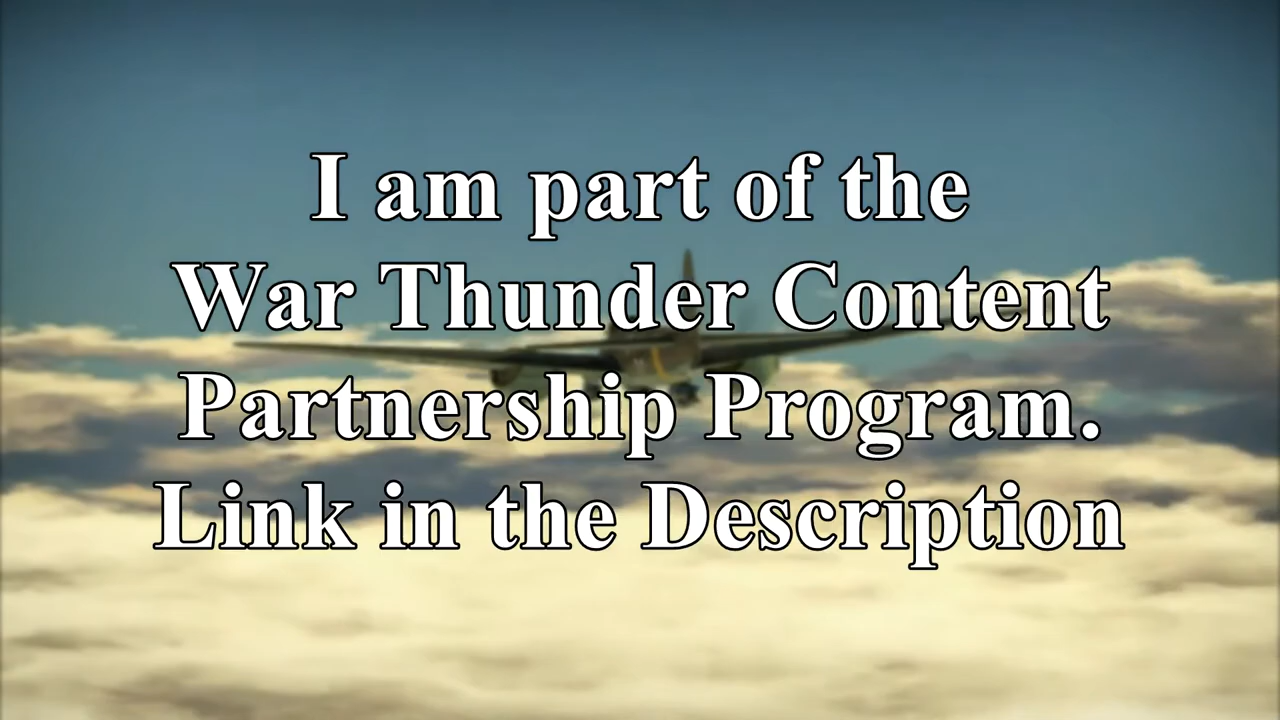 I am part of the
War Thunder Content
Partnership Program.
Link in the Description